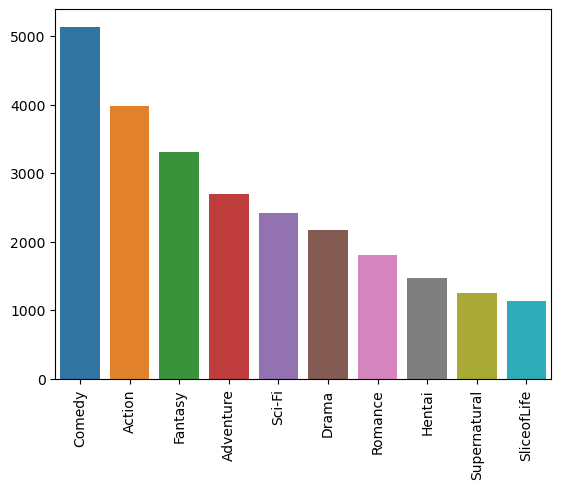 5000
4000
3000
2000
1000
0
Comedy
Action
Fantasy
Adventure
Sci-Fi
Drama
Romance
Hentai
Supernatural
SliceofLife